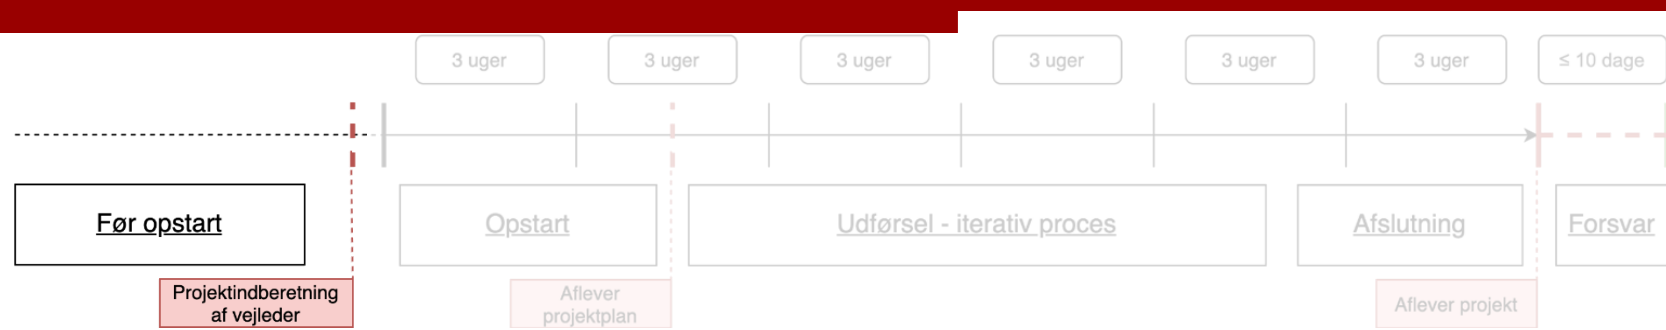 3 uger
3 uger
3 uger
3 uger
3 uger
3 uger
≤ 10 dage
Før opstart
Opstart
Udførsel - iterativ proces
Afslutning
Forsvar
Projektindberetning
af vejleder
Aflever
projektplan
Aflever projekt